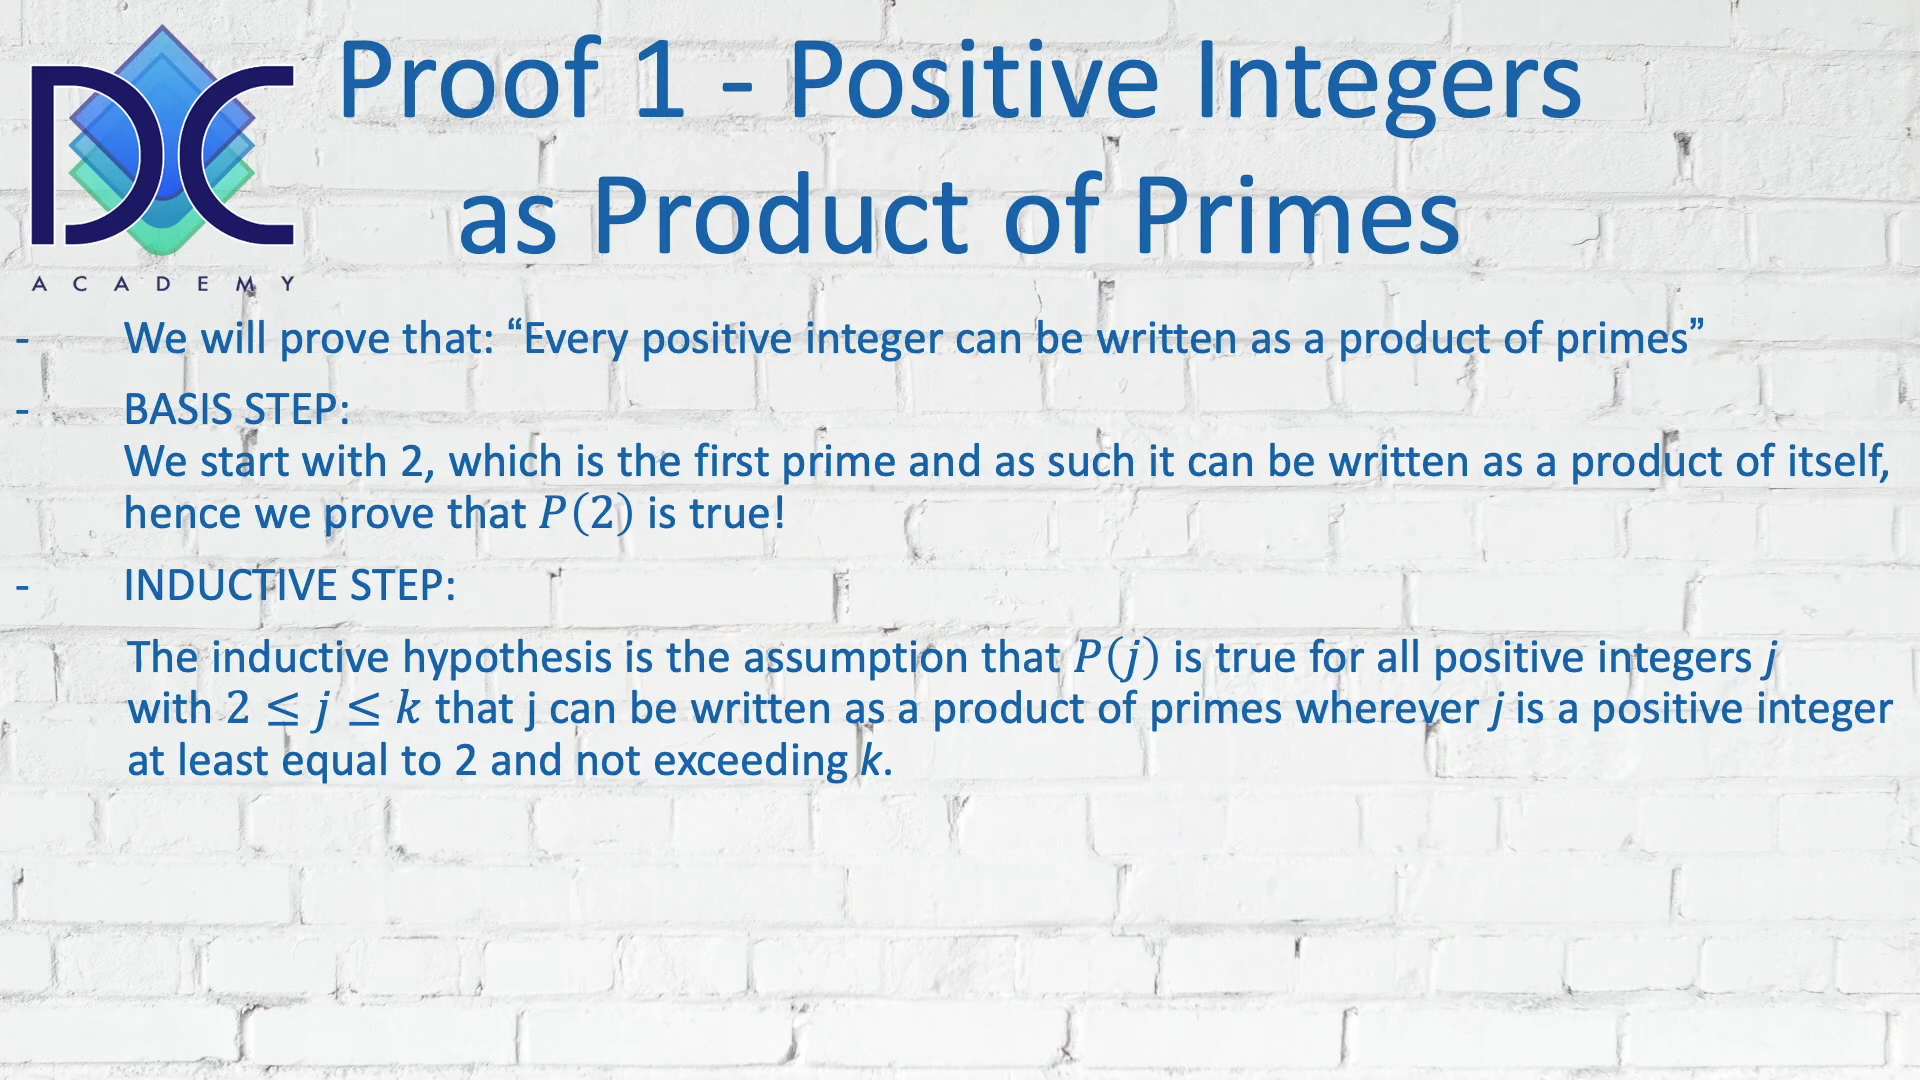 DC
ACADEMY
Proof 1 - Positive Integers
as Product of Primes
- We will prove that: “Every positive integer can be written as a product of primes”
- BASIS STEP:
We start with 2, which is the first prime and as such it can be written as a product of itself,
hence we prove that P(2) is true!
- INDUCTIVE STEP:
The inductive hypothesis is the assumption that P(j) is true for all positive integers j
with 2 ≤ j ≤ k that j can be written as a product of primes wherever j is a positive integer
at least equal to 2 and not exceeding k.